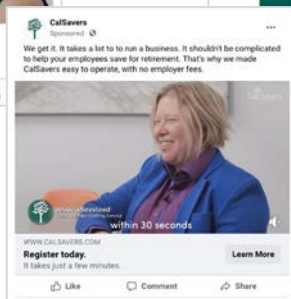 CalSavers
Sponsored
We get it. It takes a lot to to run a business. It shouldn't be complicated
to help your employees save for retirement. That's why we made
CalSavers easy to operate, with no employer fees.
CALSAVERS
within 30 seconds
WWW.CALSAVERS.COM
Register today.
It takes just a few minutes
Learn More
Like
Comment
Share